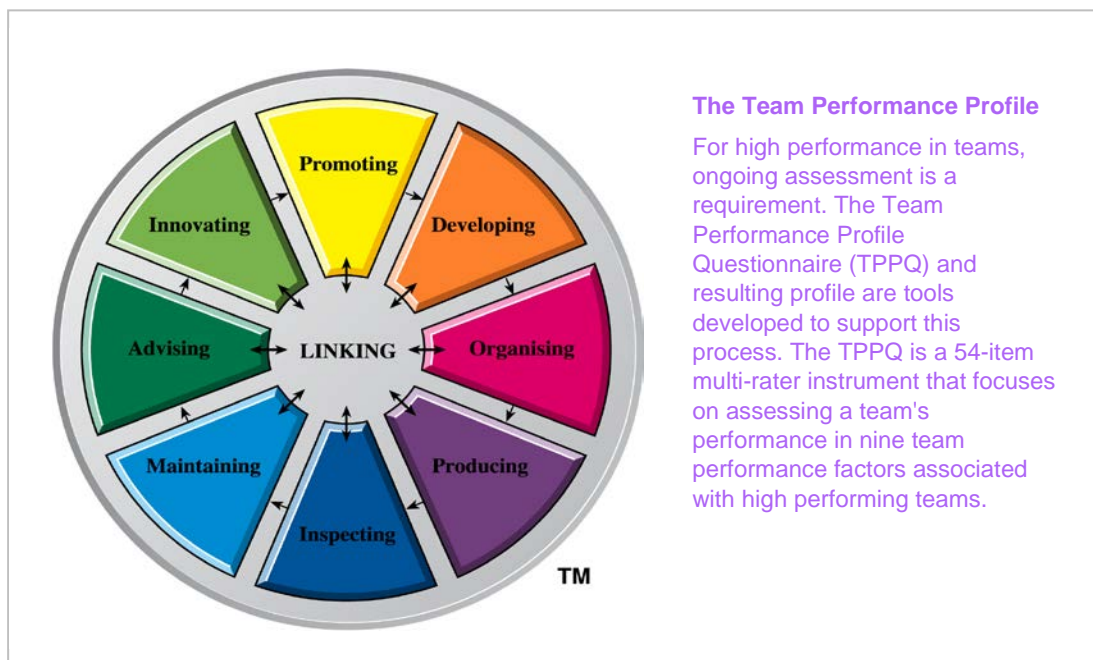 Promoting
Developing
Organising
Producing
Inspecting
Maintaining
Advising
Innovating
LINKING
TM
The Team Performance Profile
For high performance in teams,
ongoing assessment is a
requirement. The Team
Performance Profile
Questionnaire (TPPQ) and
resulting profile are tools
developed to support this
process. The TPPQ is a 54-item
multi-rater instrument that focuses
on assessing a team's
performance in nine team
performance factors associated
with high performing teams.